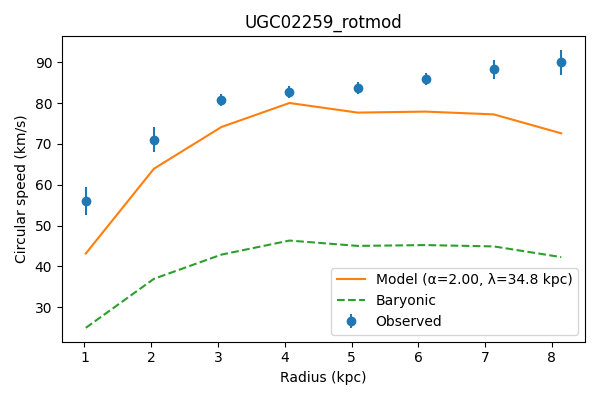 UGC02259_rotmod
Circular speed (km/s)
90
80
70
60
50
40
30
Model (α=2.00, λ=34.8 kpc)
Baryonic
Observed
1 2 3 4 5 6 7 8
Radius (kpc)